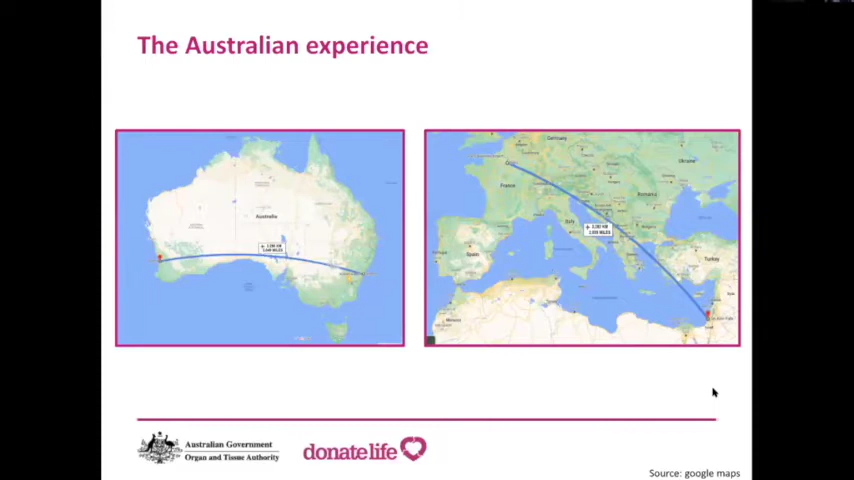 The Australian experience
Australia
Germany
Ukraine
France
Romania
Italy
Spain
Turkey
Morocco
Australian Government
Organ and Tissue Authority
donatelife
Source: google maps